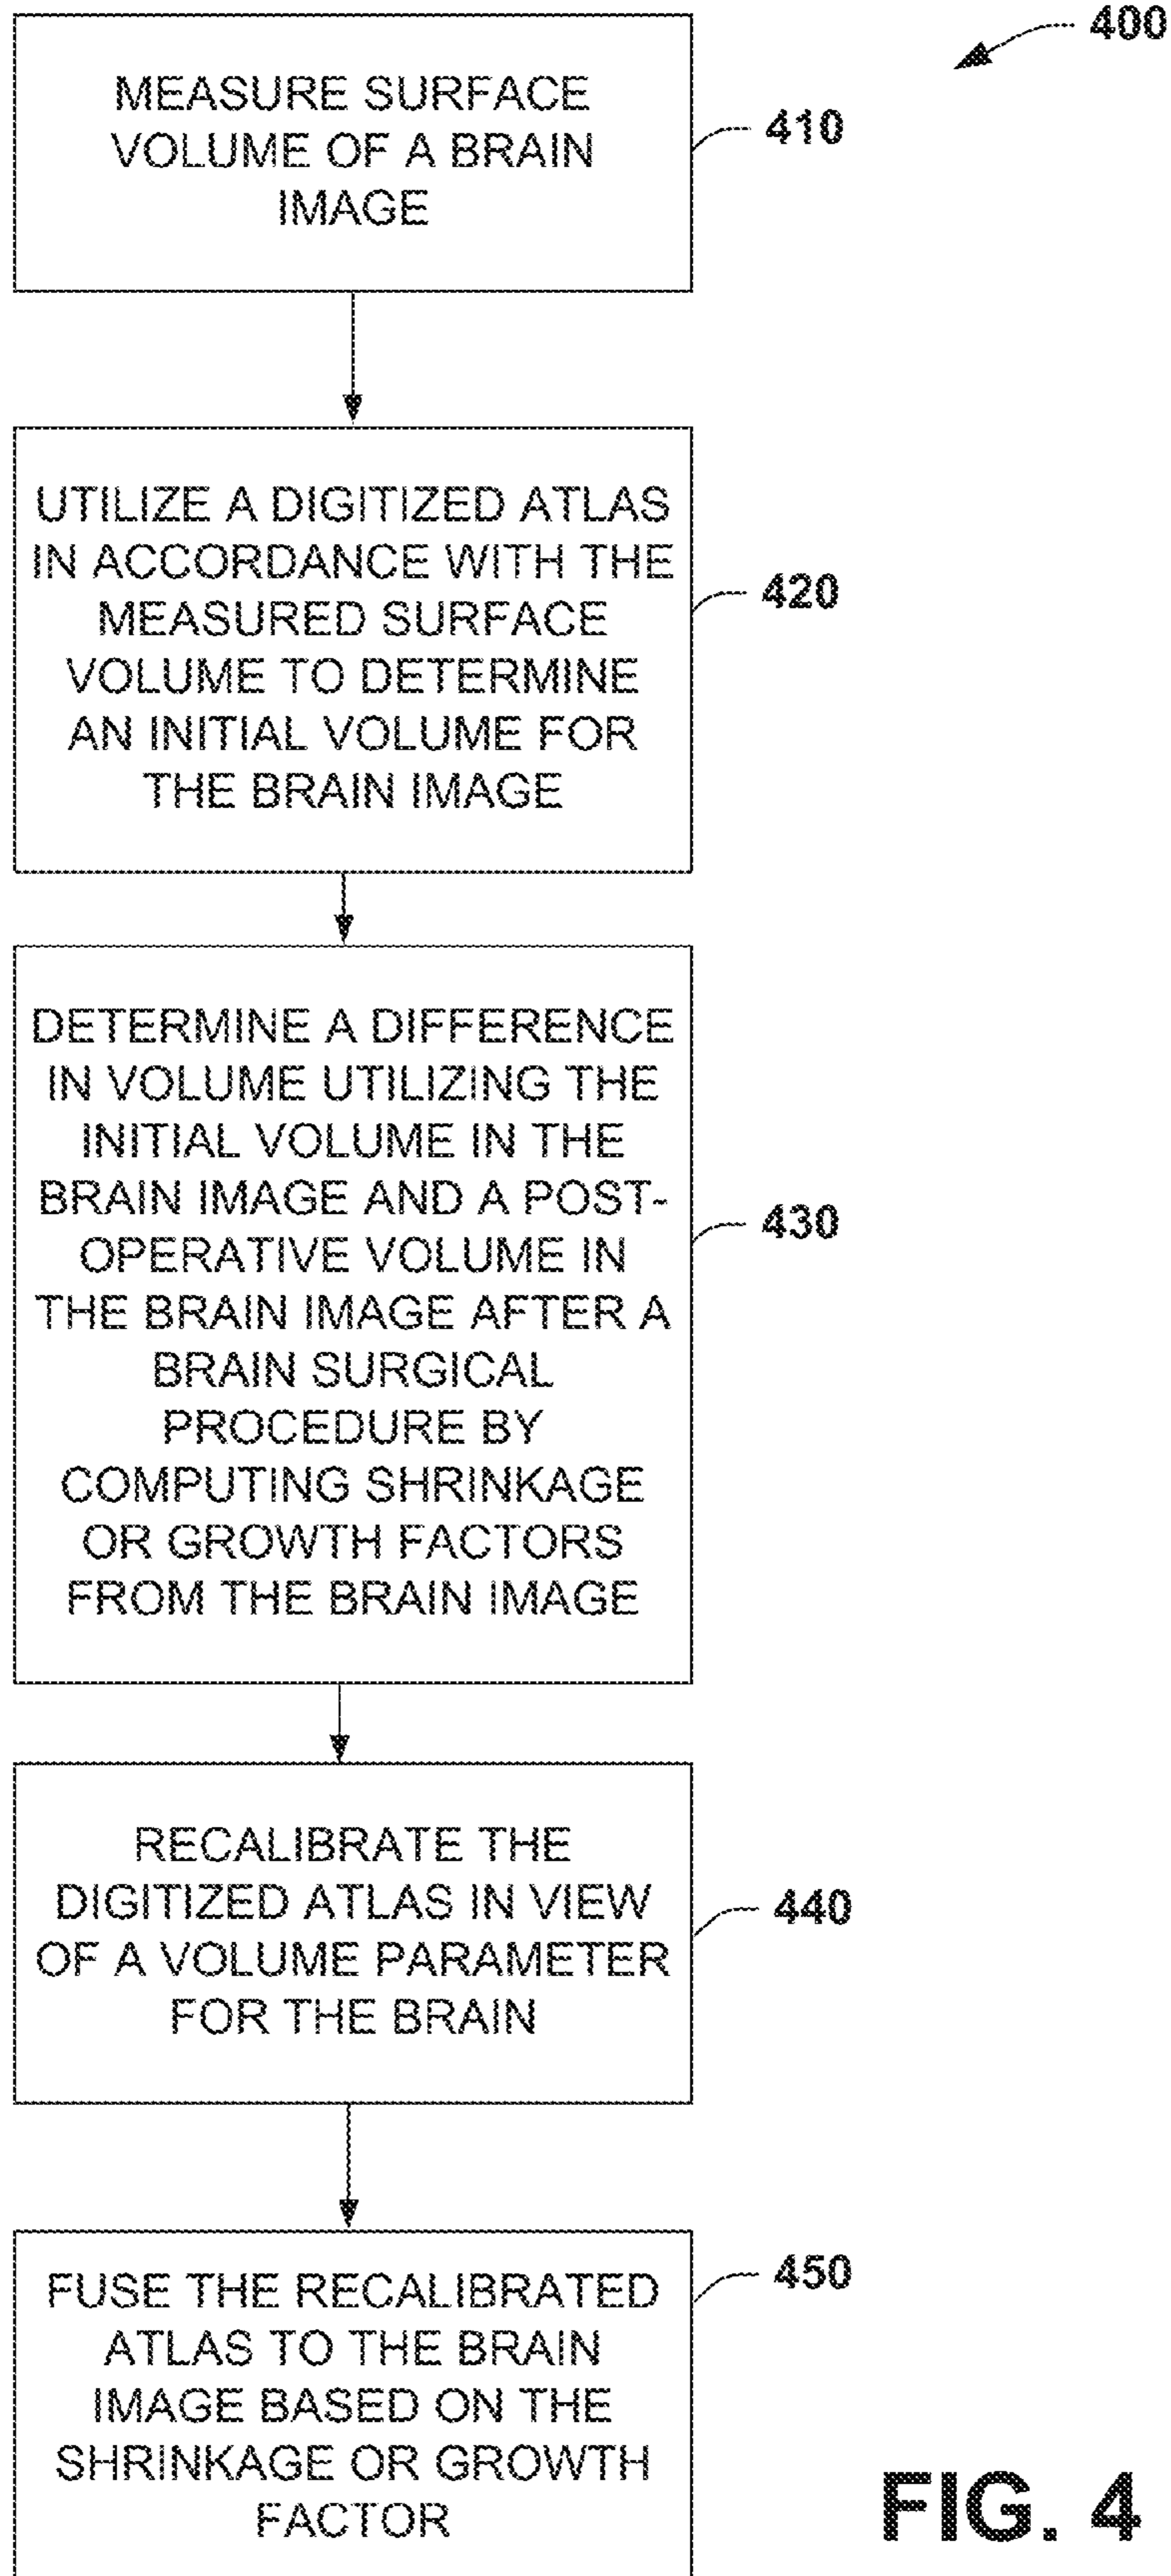 400
MEASURE SURFACE
VOLUME OF A BRAIN
IMAGE
410
UTILIZE A DIGITIZED ATLAS
IN ACCORDANCE WITH THE
MEASURED SURFACE
VOLUME TO DETERMINE
AN INITIAL VOLUME FOR
THE BRAIN IMAGE
420
DETERMINE A DIFFERENCE
IN VOLUME UTILIZING THE
INITIAL VOLUME IN THE
BRAIN IMAGE AND A POST-
OPERATIVE VOLUME IN
THE BRAIN IMAGE AFTER A
BRAIN SURGICAL
PROCEDURE BY
COMPUTING SHRINKAGE
OR GROWTH FACTORS
FROM THE BRAIN IMAGE
430
RECALIBRATE THE
DIGITIZED ATLAS IN VIEW
OF A VOLUME PARAMETER
FOR THE BRAIN
440
FUSE THE RECALIBRATED
ATLAS TO THE BRAIN
IMAGE BASED ON THE
SHRINKAGE OR GROWTH
FACTOR
450
FIG. 4